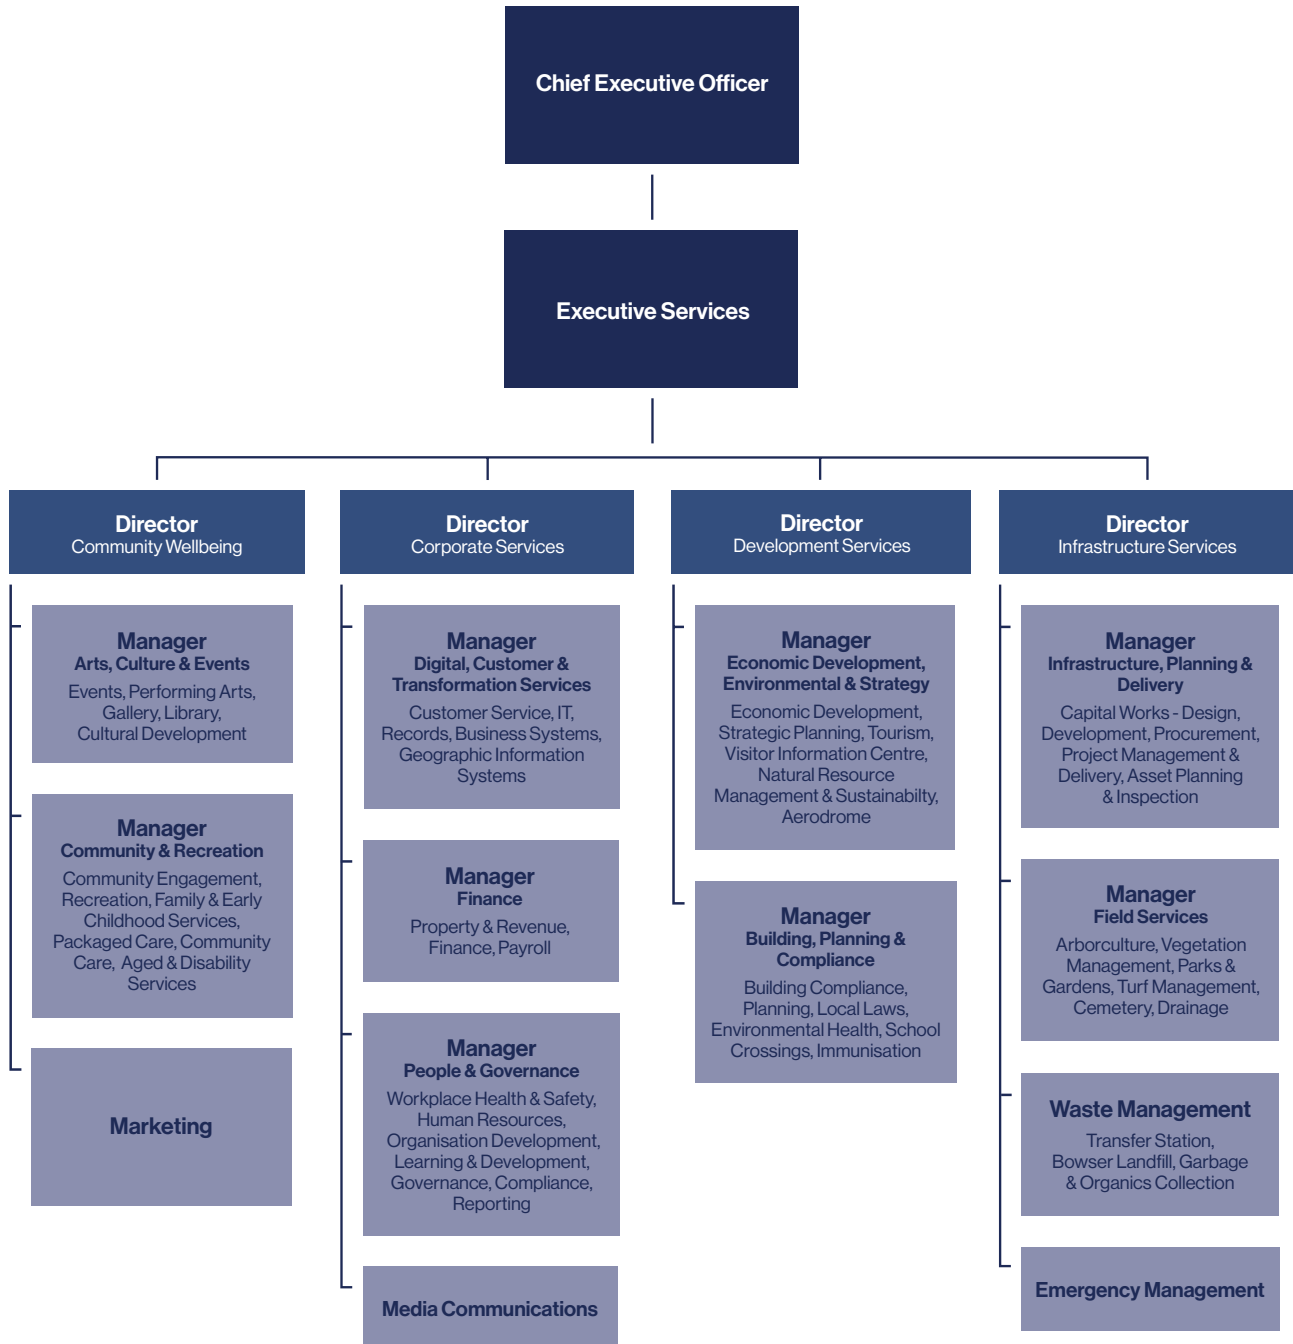 Chief Executive Officer
Executive Services
Director
Community Wellbeing
Manager
Arts, Culture & Events
Events, Performing Arts,
Gallery, Library,
Cultural Development
Manager
Community & Recreation
Community Engagement,
Recreation, Family & Early
Childhood Services,
Packaged Care, Community
Care, Aged & Disability
Services
Marketing
Director
Corporate Services
Manager
Digital, Customer &
Transformation Services
Customer Service, IT,
Records, Business Systems,
Geographic Information
Systems
Manager
Finance
Property & Revenue,
Finance, Payroll
Manager
People & Governance
Workplace Health & Safety,
Human Resources,
Organisation Development,
Learning & Development,
Governance, Compliance,
Reporting
Media Communications
Director
Development Services
Manager
Economic Development,
Environmental & Strategy
Economic Development,
Strategic Planning, Tourism,
Visitor Information Centre,
Natural Resource
Management & Sustainabilty,
Aerodrome
Manager
Building, Planning &
Compliance
Building Compliance,
Planning, Local Laws,
Environmental Health, School
Crossings, Immunisation
Director
Infrastructure Services
Manager
Infrastructure, Planning &
Delivery
Capital Works - Design,
Development, Procurement,
Project Management &
Delivery, Asset Planning
& Inspection
Manager
Field Services
Arborculture, Vegetation
Management, Parks &
Gardens, Turf Management,
Cemetery, Drainage
Waste Management
Transfer Station,
Bowser Landfill, Garbage
& Organics Collection
Emergency Management